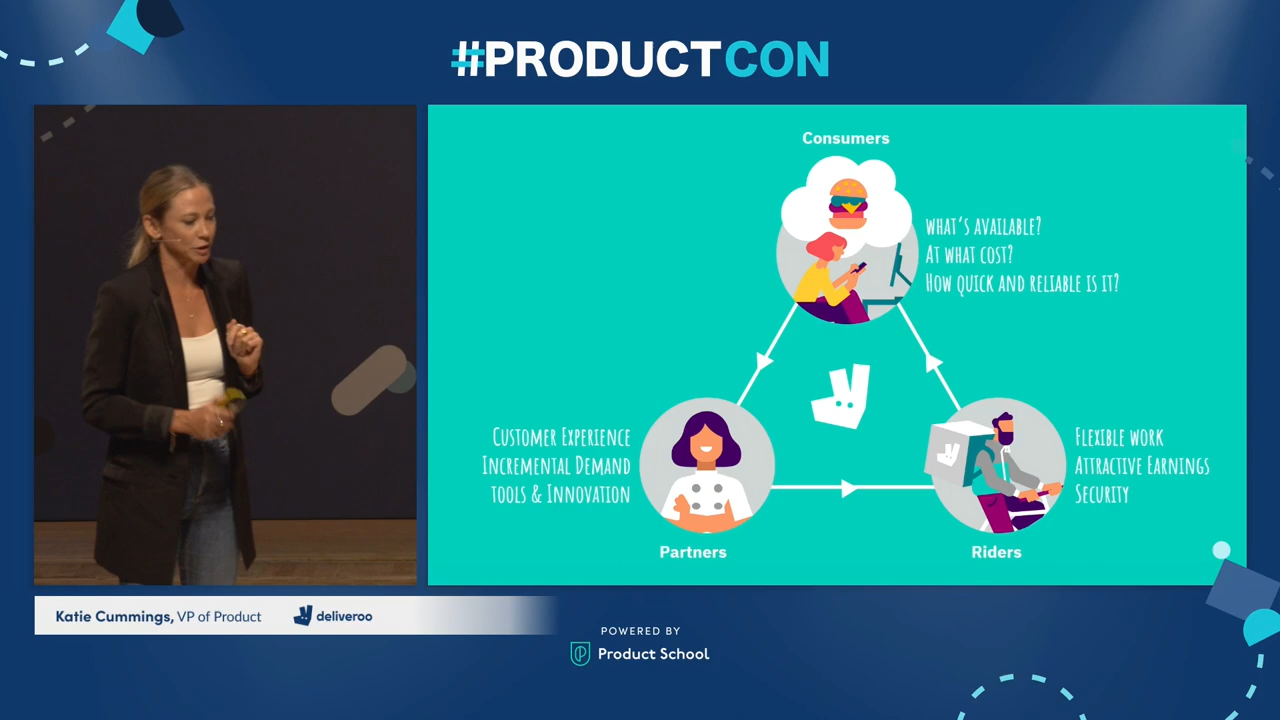 #PRODUCTCON
Consumers
WHAT'S AVAILABLE?
AT WHAT COST?
HOW QUICK AND RELIABLE IS IT?
CUSTOMER EXPERIENCE
INCREMENTAL DEMAND
TOOLS & INNOVATION
FLEXIBLE WORK
ATTRACTIVE EARNINGS
SECURITY
Partners
Riders
Katie Cummings, VP of Product
deliveroo
POWERED BY
Product School